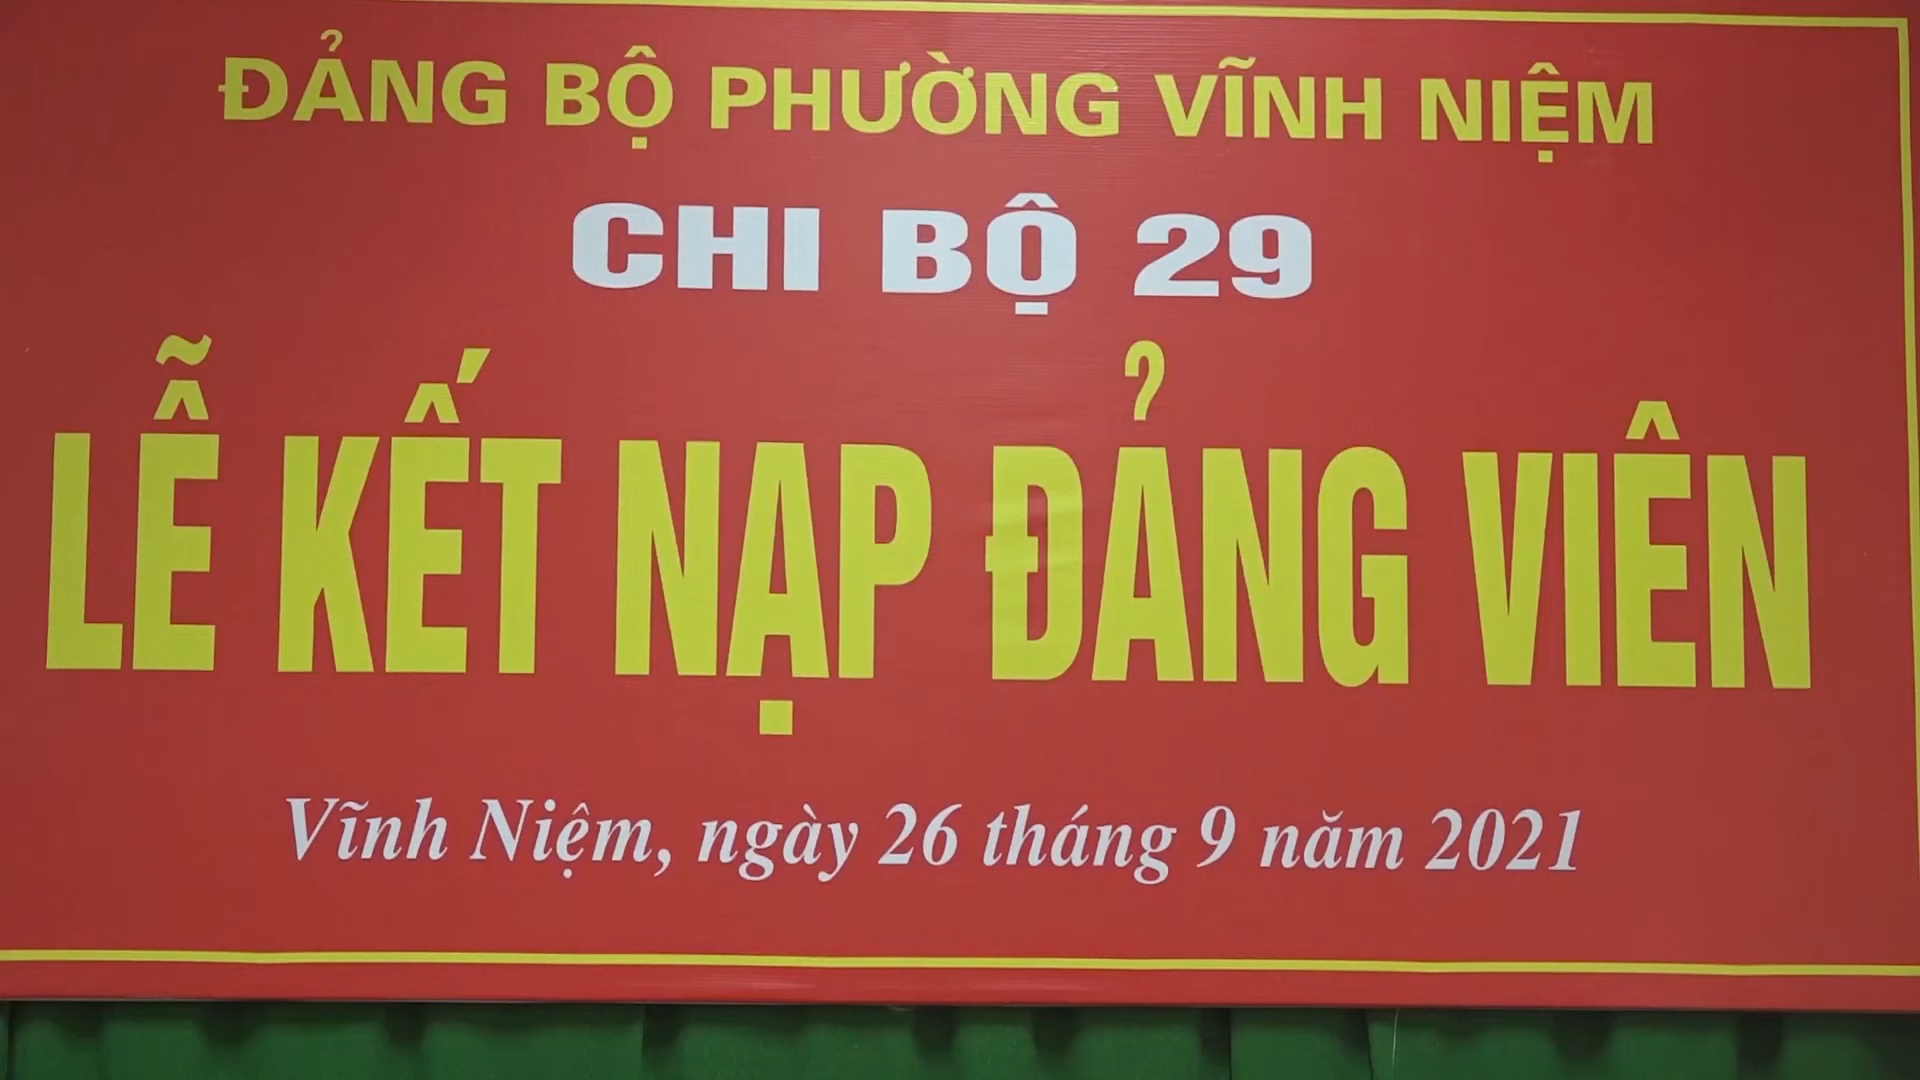 ĐẢNG BỘ PHƯỜNG VĨNH NIỆM
CHI BỘ 29
LỄ KẾT NẠP ĐẢNG VIÊN
Vĩnh Niệm, ngày 26 tháng 9 năm 2021